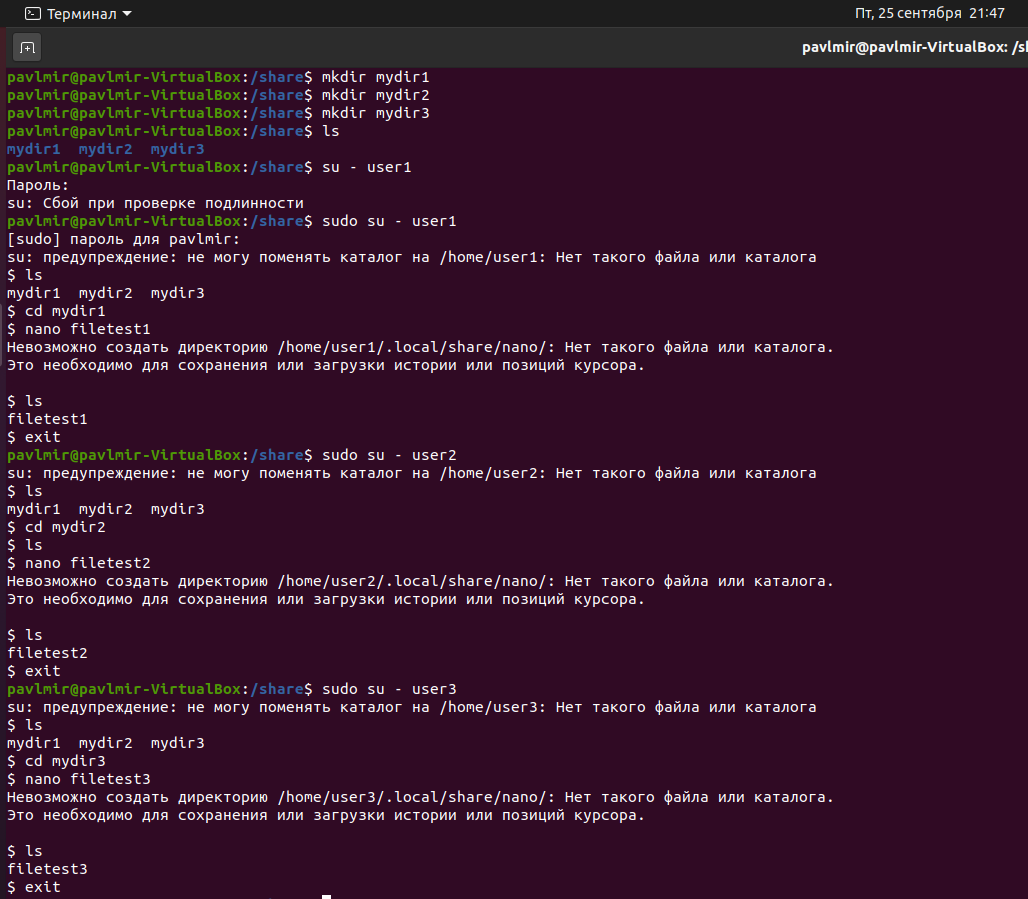 Терминал
Пт, 25 сентября 21:47
pavlmir@pavlmir-VirtualBox: /sh
pavlmir@pavlmir-VirtualBox:/share$ mkdir mydir1
pavlmir@pavlmir-VirtualBox:/share$ mkdir mydir2
pavlmir@pavlmir-VirtualBox:/share$ mkdir mydir3
pavlmir@pavlmir-VirtualBox:/share$ ls
mydir1 mydir2 mydir3
pavlmir@pavlmir-VirtualBox:/share$ su - user1
Пароль:
su: Сбой при проверке подлинности
pavlmir@pavlmir-VirtualBox:/share$ sudo su - user1
[sudo] пароль для pavlmir:
su: предупреждение: не могу поменять каталог на /home/user1: Нет такого файла или каталога
$ ls
mydir1 mydir2 mydir3
$ cd mydir1
$ nano filetest1
Невозможно создать директорию /home/user1/.local/share/nano/: Нет такого файла или каталога.
Это необходимо для сохранения или загрузки истории или позиций курсора.
$ ls
filetest1
$ exit
pavlmir@pavlmir-VirtualBox:/share$ sudo su - user2
su: предупреждение: не могу поменять каталог на /home/user2: Нет такого файла или каталога
$ ls
mydir1 mydir2 mydir3
$ cd mydir2
$ ls
$ nano filetest2
Невозможно создать директорию /home/user2/.local/share/nano/: Нет такого файла или каталога.
Это необходимо для сохранения или загрузки истории или позиций курсора.
$ ls
filetest2
$ exit
pavlmir@pavlmir-VirtualBox:/share$ sudo su - user3
su: предупреждение: не могу поменять каталог на /home/user3: Нет такого файла или каталога
$ ls
mydir1 mydir2 mydir3
$ cd mydir3
$ nano filetest3
Невозможно создать директорию /home/user3/.local/share/nano/: Нет такого файла или каталога.
Это необходимо для сохранения или загрузки истории или позиций курсора.
$ ls
filetest3
$ exit